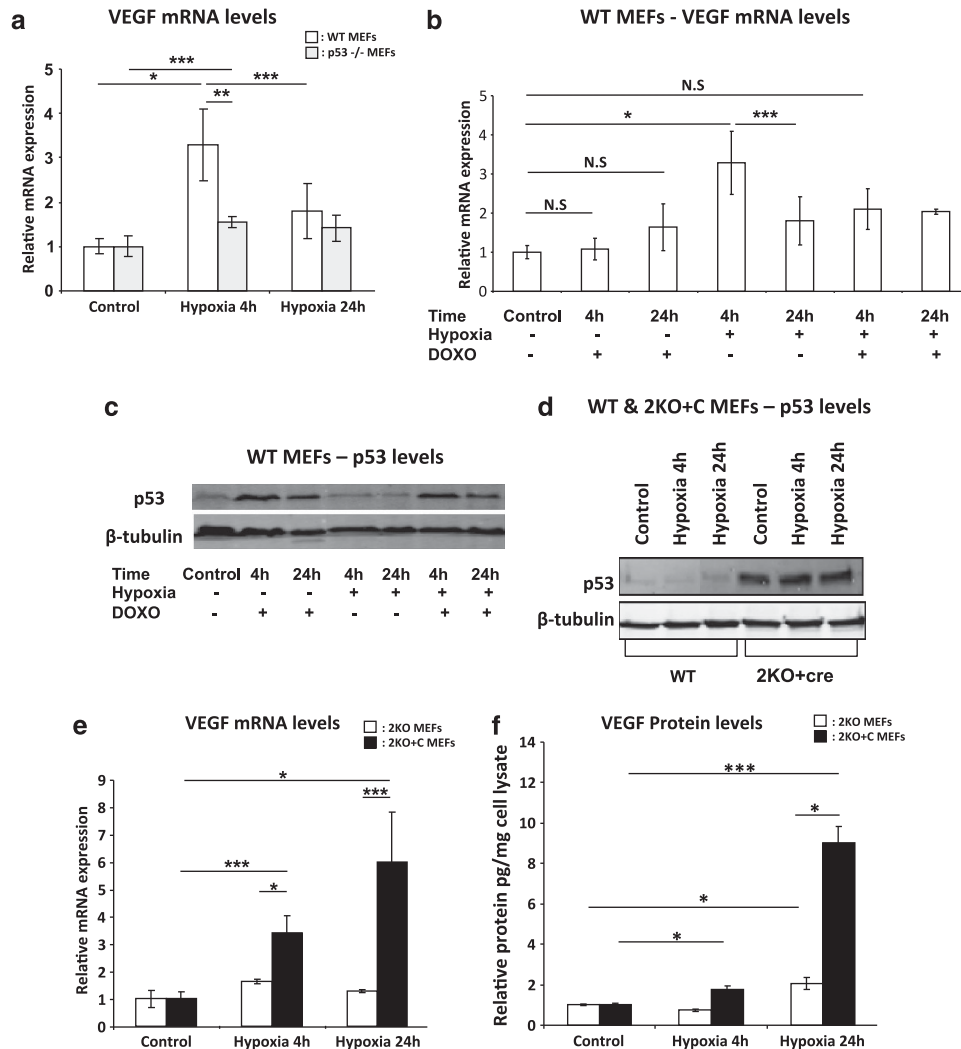 a
VEGF mRNA levels
: WT MEFs
: p53 -/- MEFs
***
* ***
**
Relative mRNA expression
5
4
3
2
1
0
Control Hypoxia 4h Hypoxia 24h
b
WT MEFs - VEGF mRNA levels
N.S
* ***
N.S
N.S
Relative mRNA expression
5
4
3
2
1
0
Time Control 4h 24h 4h 24h 4h 24h
Hypoxia - - - + + + +
DOXO - + + - - + +
c
WT MEFs – p53 levels
p53
β-tubulin
Time Control 4h 24h 4h 24h 4h 24h
Hypoxia - - - + + + +
DOXO - + + - - + +
d
WT & 2KO+C MEFs – p53 levels
Control Hypoxia 4h Hypoxia 24h Control Hypoxia 4h Hypoxia 24h
p53
β-tubulin
WT 2KO+cre
e
VEGF mRNA levels
: 2KO MEFs
: 2KO+C MEFs
*
***
***
*
Relative mRNA expression
9
8
7
6
5
4
3
2
1
0
Control Hypoxia 4h Hypoxia 24h
f
VEGF Protein levels
: 2KO MEFs
: 2KO+C MEFs
***
*
*
*
Relative protein pg/mg cell lysate
14
12
10
8
6
4
2
0
Control Hypoxia 4h Hypoxia 24h